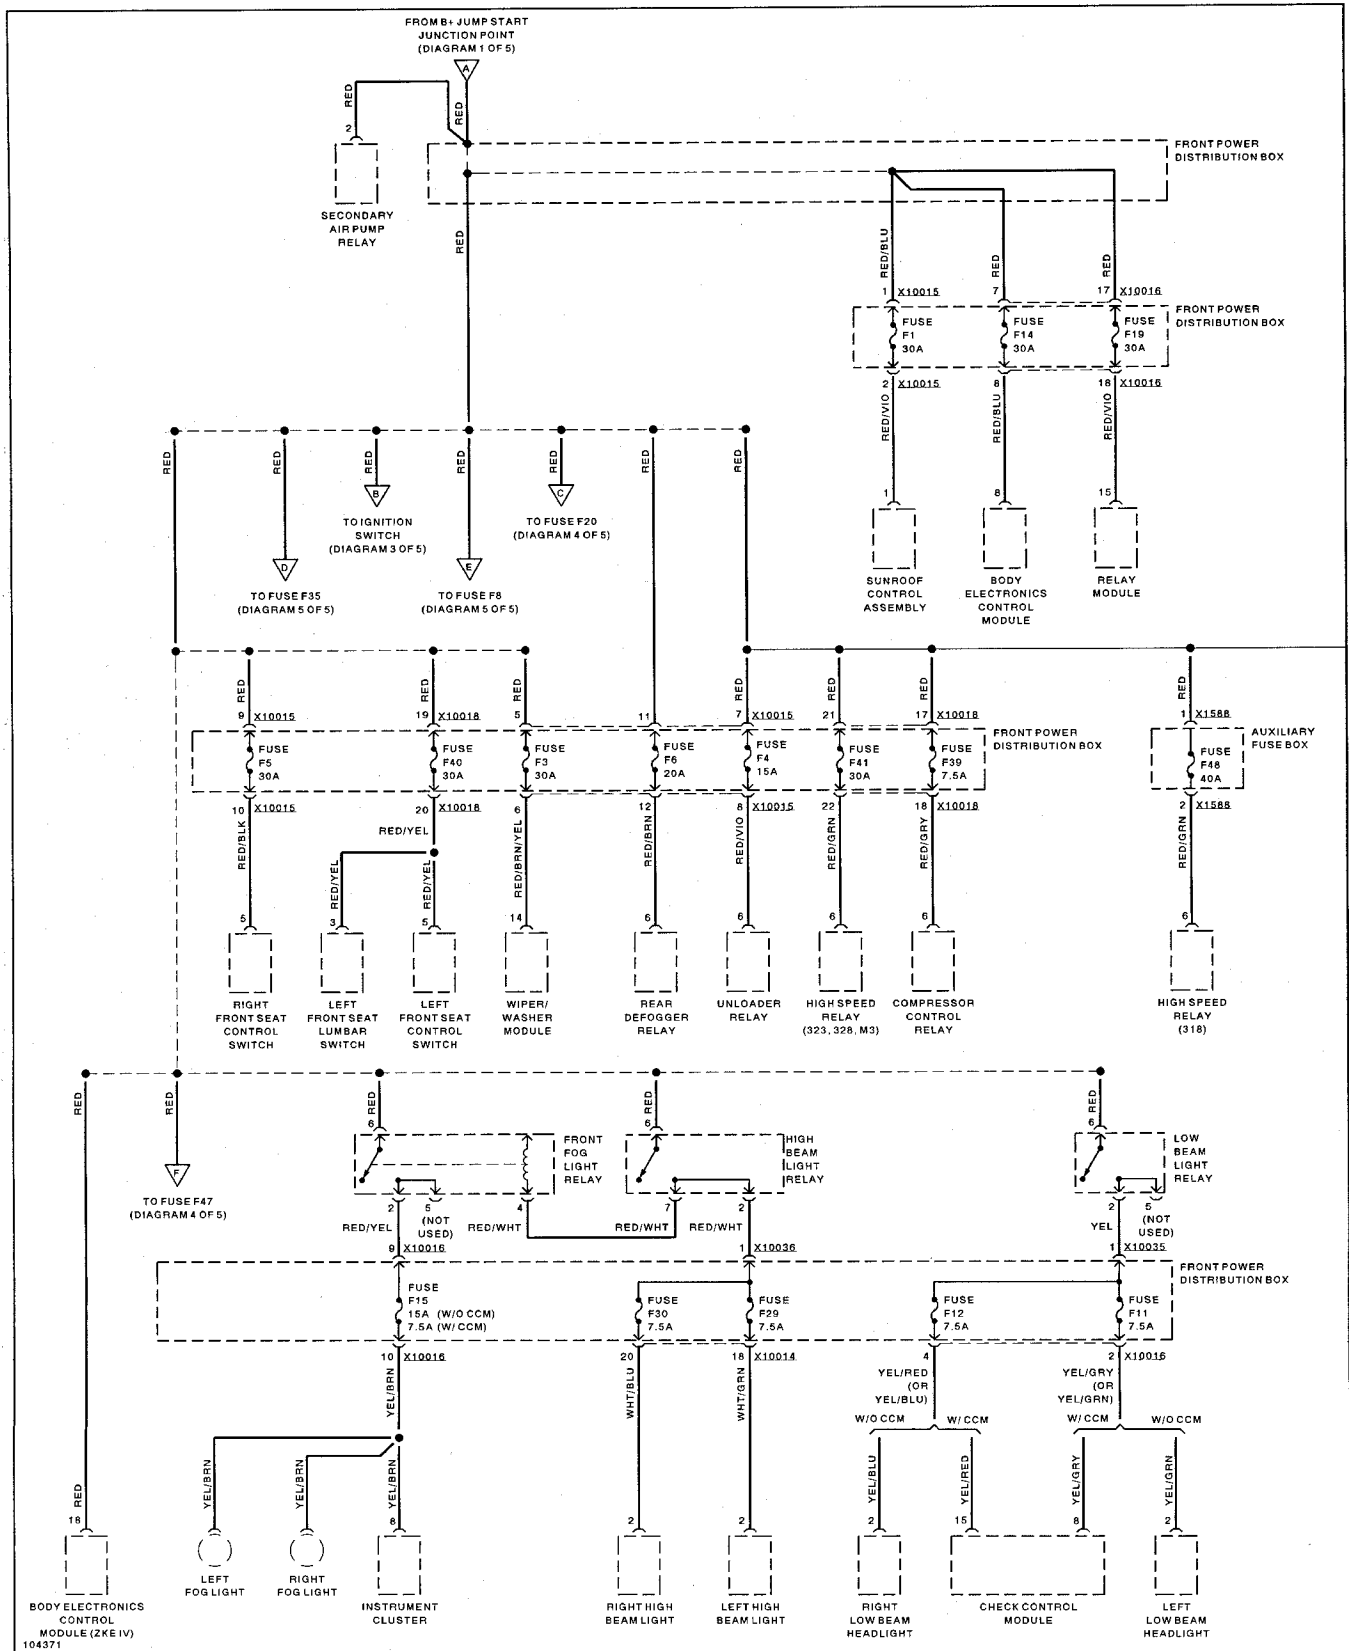 FROM B+ JUMP START
JUNCTION POINT
(DIAGRAM 1 OF 5)
A
RED
RED
2
FRONT POWER
DISTRIBUTION BOX
SECONDARY
AIR PUMP
RELAY
RED
RED/BLU
RED
RED
1 X10015
7
17 X10016
FRONT POWER
DISTRIBUTION BOX
FUSE
F1
30A
FUSE
F14
30A
FUSE
F19
30A
2 X10015
8
18 X10016
RED/VIO
RED/BLU
RED/VIO
1
8
15
SUNROOF
CONTROL
ASSEMBLY
BODY
ELECTRONICS
CONTROL
MODULE
RELAY
MODULE
RED
RED
RED
RED
RED
RED
RED
B
C
TO IGNITION
SWITCH
(DIAGRAM 3 OF 5)
TO FUSE F20
(DIAGRAM 4 OF 5)
D
E
TO FUSE F35
(DIAGRAM 5 OF 5)
TO FUSE F8
(DIAGRAM 5 OF 5)
RED
RED
RED
RED
RED
RED
RED
9 X10015
19 X10018
5
11
7 X10015
21
17 X10018
1 X1588
FUSE
F5
30A
FUSE
F40
30A
FUSE
F3
30A
FUSE
F6
20A
FUSE
F4
15A
FUSE
F41
30A
FUSE
F39
7.5A
FRONT POWER
DISTRIBUTION BOX
FUSE
F48
40A
AUXILIARY
FUSE BOX
10 X10015
20 X10018
6
12
8 X10015
22
18 X10018
2 X1588
RED/BLK
RED/YEL
RED/YEL
RED/YEL
RED/BRN/YEL
RED/BRN
RED/VIO
RED/GRN
RED/GRY
RED/GRN
5
3
5
14
6
6
6
6
6
RIGHT
FRONT SEAT
CONTROL
SWITCH
LEFT
FRONT SEAT
LUMBAR
SWITCH
LEFT
FRONT SEAT
CONTROL
SWITCH
WIPER/
WASHER
MODULE
REAR
DEFOGGER
RELAY
UNLOADER
RELAY
HIGH SPEED
RELAY
(323, 328, M3)
COMPRESSOR
CONTROL
RELAY
HIGH SPEED
RELAY
(318)
RED
RED
RED
RED
RED
6
6
6
F
TO FUSE F47
(DIAGRAM 4 OF 5)
FRONT
FOG
LIGHT
RELAY
HIGH
BEAM
LIGHT
RELAY
LOW
BEAM
LIGHT
RELAY
2
5
(NOT
USED)
4
7
2
2
5
(NOT
USED)
RED/YEL
RED/WHT
RED/WHT
RED/WHT
YEL
9 X10016
1 X10036
1 X10035
FRONT POWER
DISTRIBUTION BOX
FUSE
F15
15A (W/O CCM)
7.5A (W/ CCM)
FUSE
F30
7.5A
FUSE
F29
7.5A
FUSE
F12
7.5A
FUSE
F11
7.5A
10 X10016
20
18 X10014
4
2 X10016
YEL/BRN
WHT/BLU
WHT/GRN
YEL/RED
(OR
YEL/BLU)
YEL/GRY
(OR
YEL/GRN)
W/O CCM
W/ CCM
W/ CCM
W/O CCM
RED
YEL/BRN
YEL/BRN
YEL/BRN
YEL/BLU
YEL/RED
YEL/GRY
YEL/GRN
18
8
2
2
2
15
8
2
BODY ELECTRONICS
CONTROL
MODULE (ZKE IV)
LEFT
FOG LIGHT
RIGHT
FOG LIGHT
INSTRUMENT
CLUSTER
RIGHT HIGH
BEAM LIGHT
LEFT HIGH
BEAM LIGHT
RIGHT
LOW BEAM
HEADLIGHT
CHECK CONTROL
MODULE
LEFT
LOW BEAM
HEADLIGHT
104371